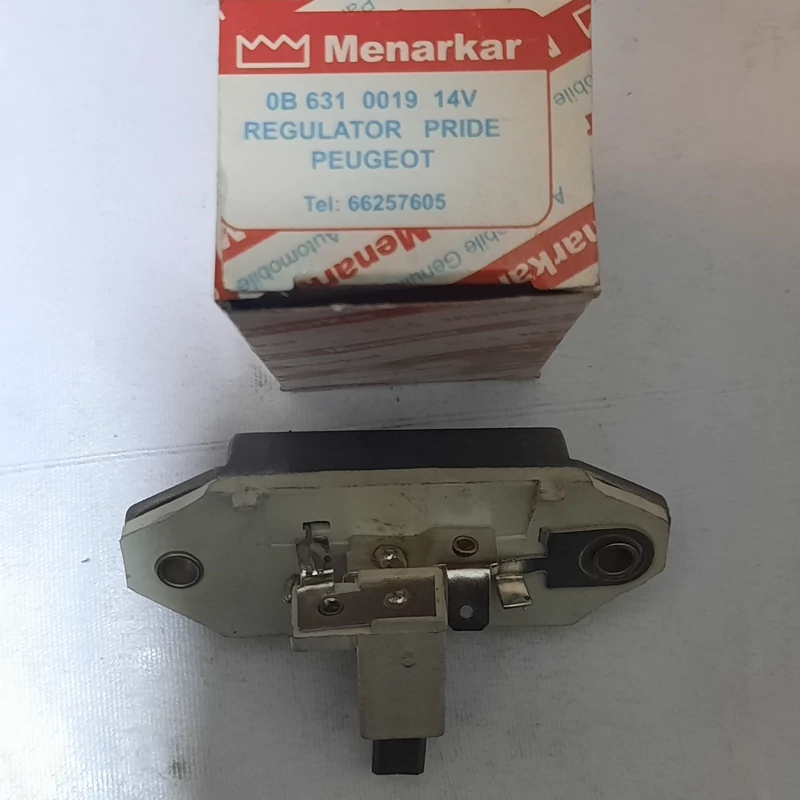 Menarkar
0B 631 0019 14V
REGULATOR PRIDE
PEUGEOT
Tel: 66257605
Automobile
Menarkar